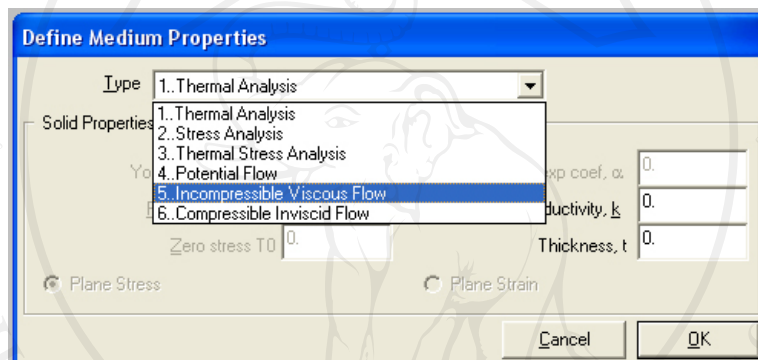 Define Medium Properties
Type 1..Thermal Analysis
1..Thermal Analysis
Solid Properties
2..Stress Analysis
3..Thermal Stress Analysis
4..Potential Flow
5..Incompressible Viscous Flow
6..Compressible Inviscid Flow
Yo
exp coef, α 0.
ductivity, k 0.
Zero stress T0 0.
Thickness, t 0.
Plane Stress
Plane Strain
Cancel
OK